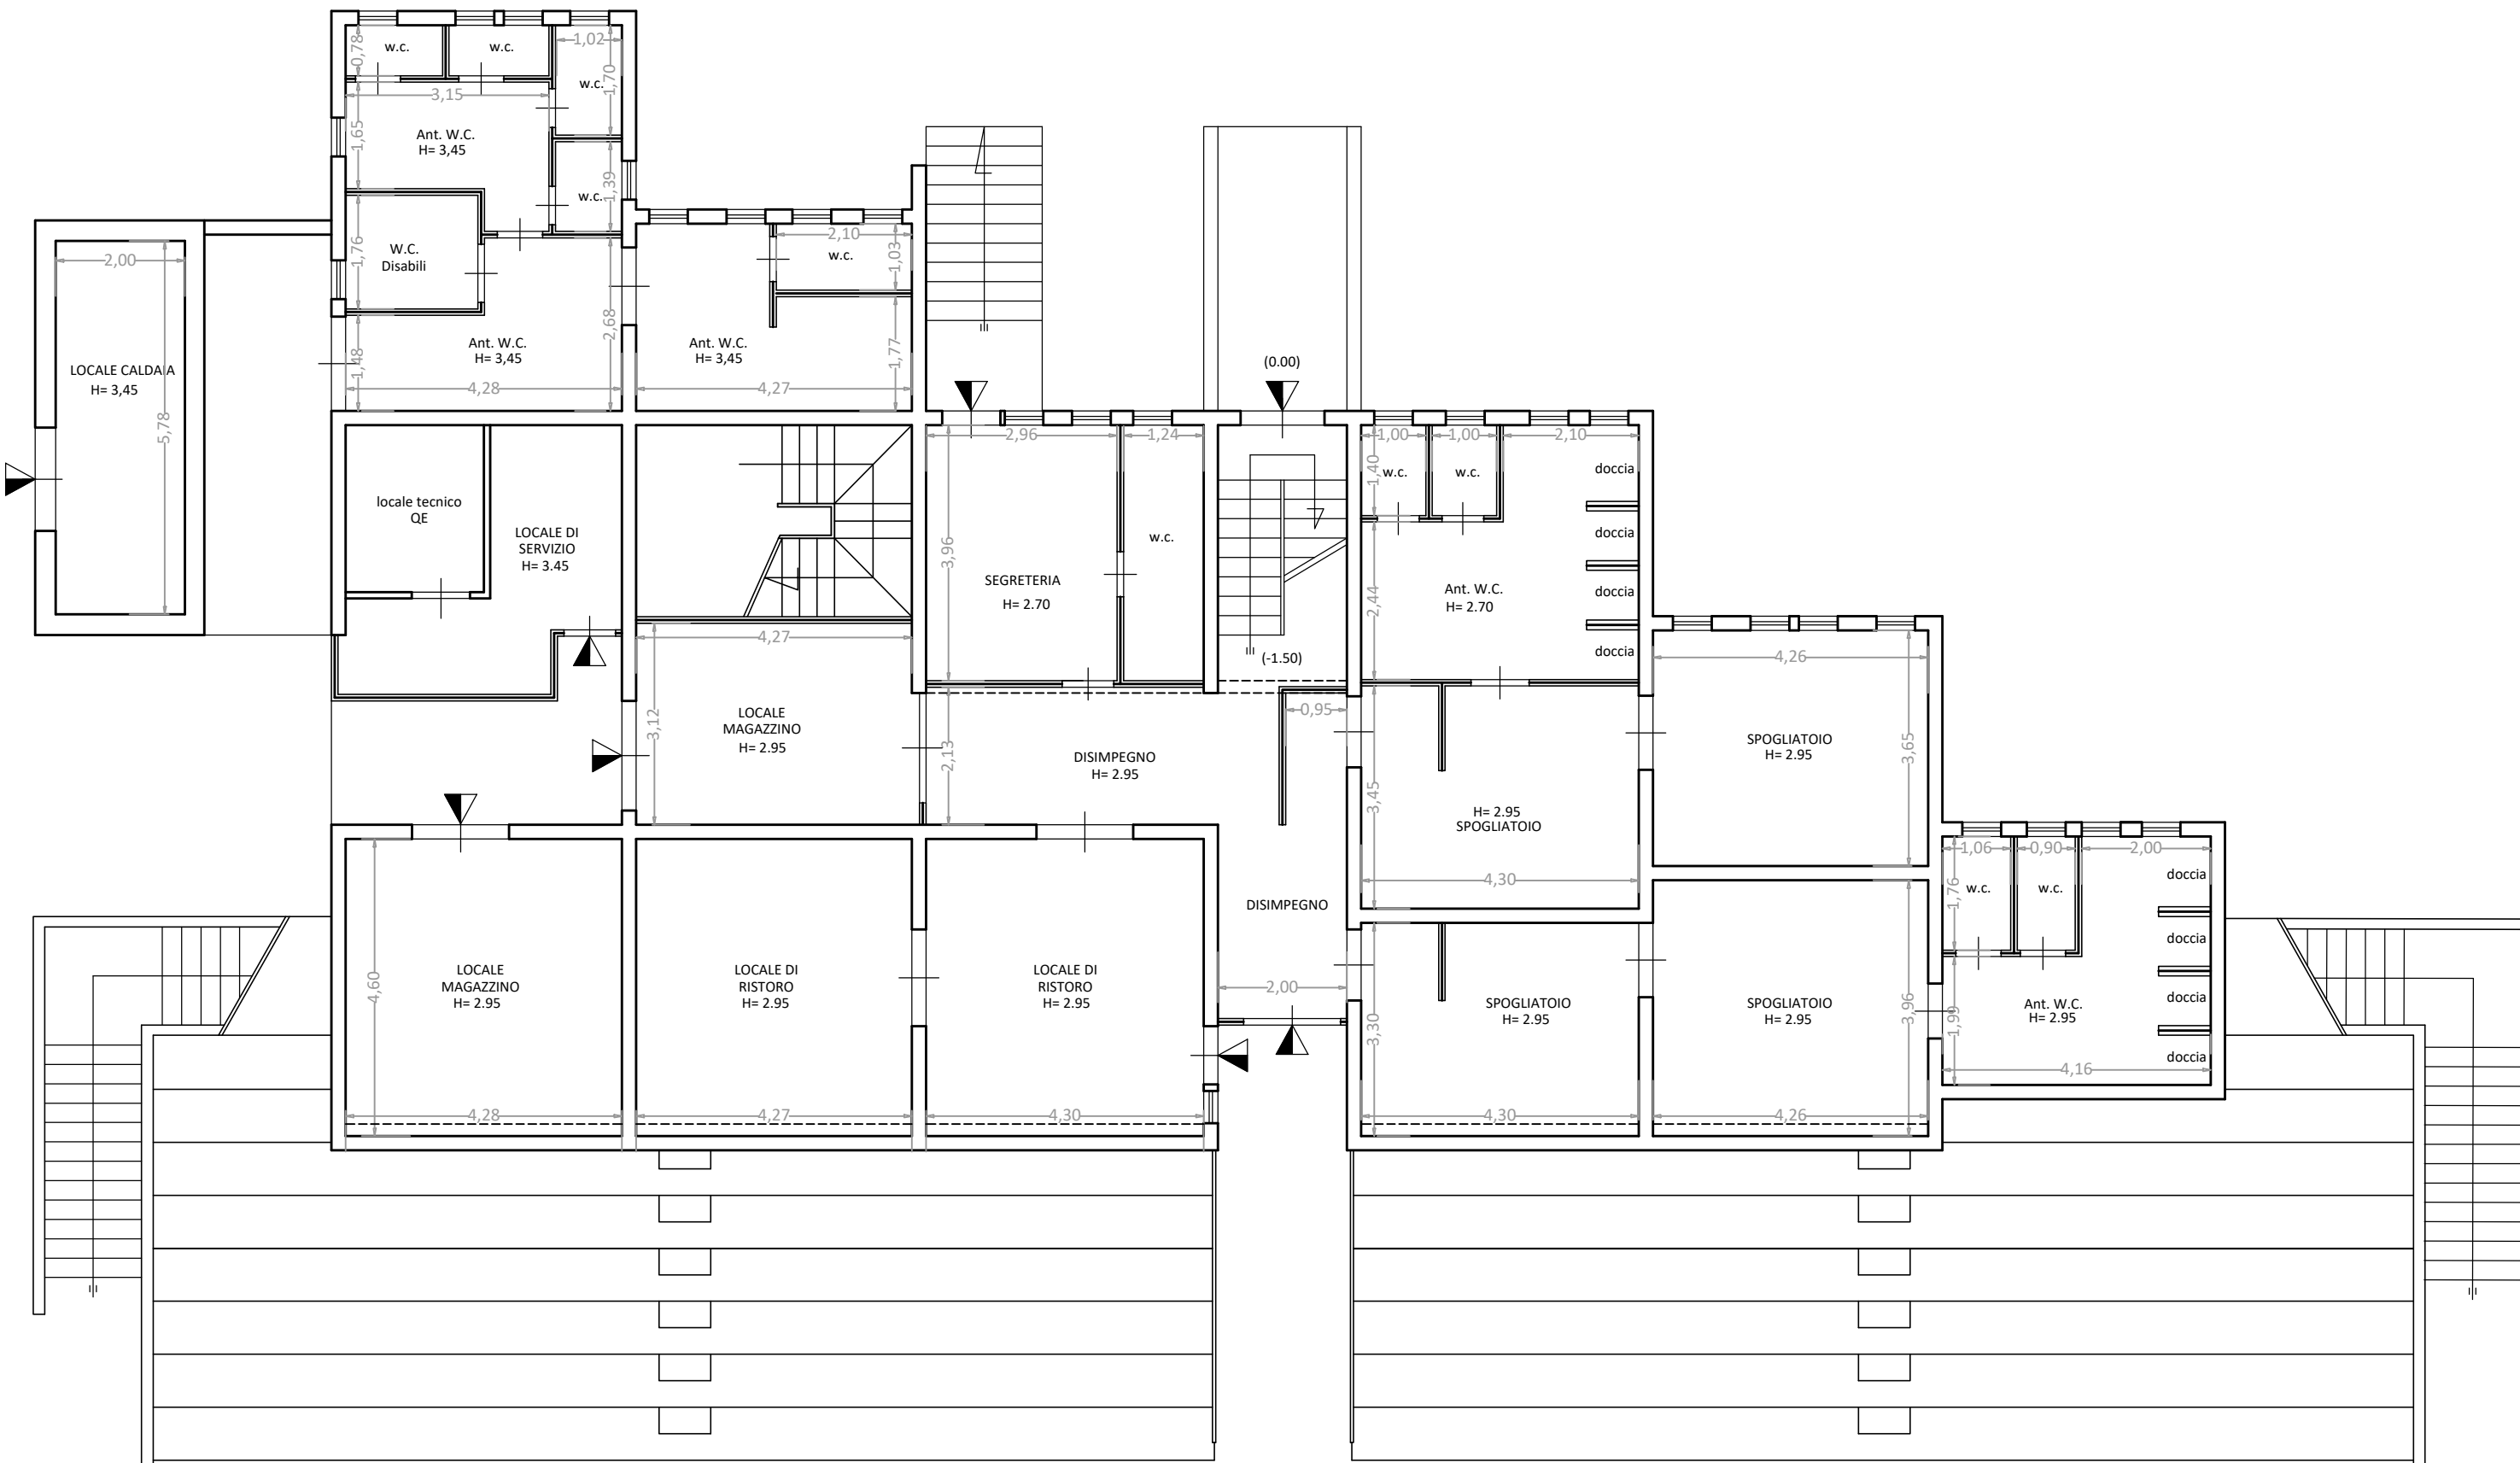 w.c.
w.c.
1,02
0,78
w.c.
1,70
3,15
Ant. W.C.
H= 3,45
1,65
w.c.
1,39
W.C.
Disabili
1,76
2,10
w.c.
1,03
2,00
LOCALE CALDAIA
H= 3,45
5,78
Ant. W.C.
H= 3,45
1,48
2,68
4,28
Ant. W.C.
H= 3,45
1,77
4,27
(0.00)
locale tecnico
QE
LOCALE DI
SERVIZIO
H= 3.45
2,96
1,24
3,96
SEGRETERIA
H= 2.70
w.c.
(-1.50)
1,00
1,00
2,10
1,40
w.c.
w.c.
doccia
doccia
doccia
doccia
2,44
Ant. W.C.
H= 2.70
4,27
3,12
LOCALE
MAGAZZINO
H= 2.95
2,13
DISIMPEGNO
H= 2.95
0,95
3,45
H= 2.95
SPOGLIATOIO
4,30
4,26
SPOGLIATOIO
H= 2.95
3,65
1,06
0,90
2,00
1,76
w.c.
w.c.
doccia
doccia
doccia
doccia
1,99
Ant. W.C.
H= 2.95
4,16
4,60
LOCALE
MAGAZZINO
H= 2.95
4,28
LOCALE DI
RISTORO
H= 2.95
4,27
LOCALE DI
RISTORO
H= 2.95
4,30
DISIMPEGNO
2,00
3,30
SPOGLIATOIO
H= 2.95
4,30
SPOGLIATOIO
H= 2.95
3,96
4,26